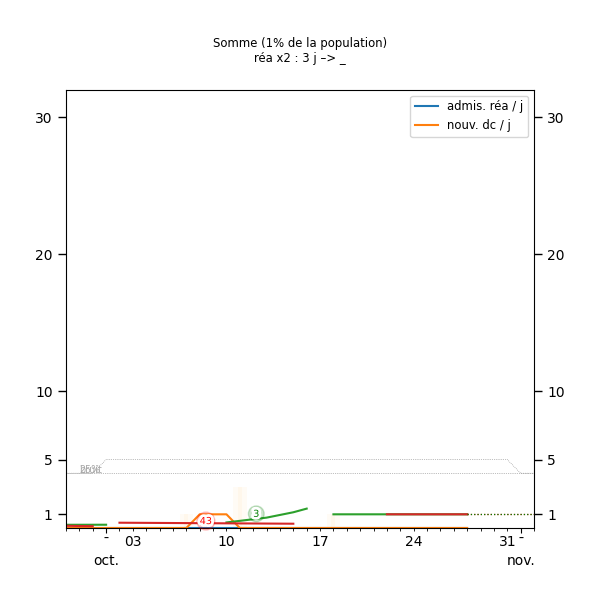 Somme (1% de la population)
réa x2 : 3 j –> _
admis. réa / j
nouv. dc / j
30 30
20 20
10 10
5 5
1 1
43
3
- 03 10 17 24 31 -
oct. nov.